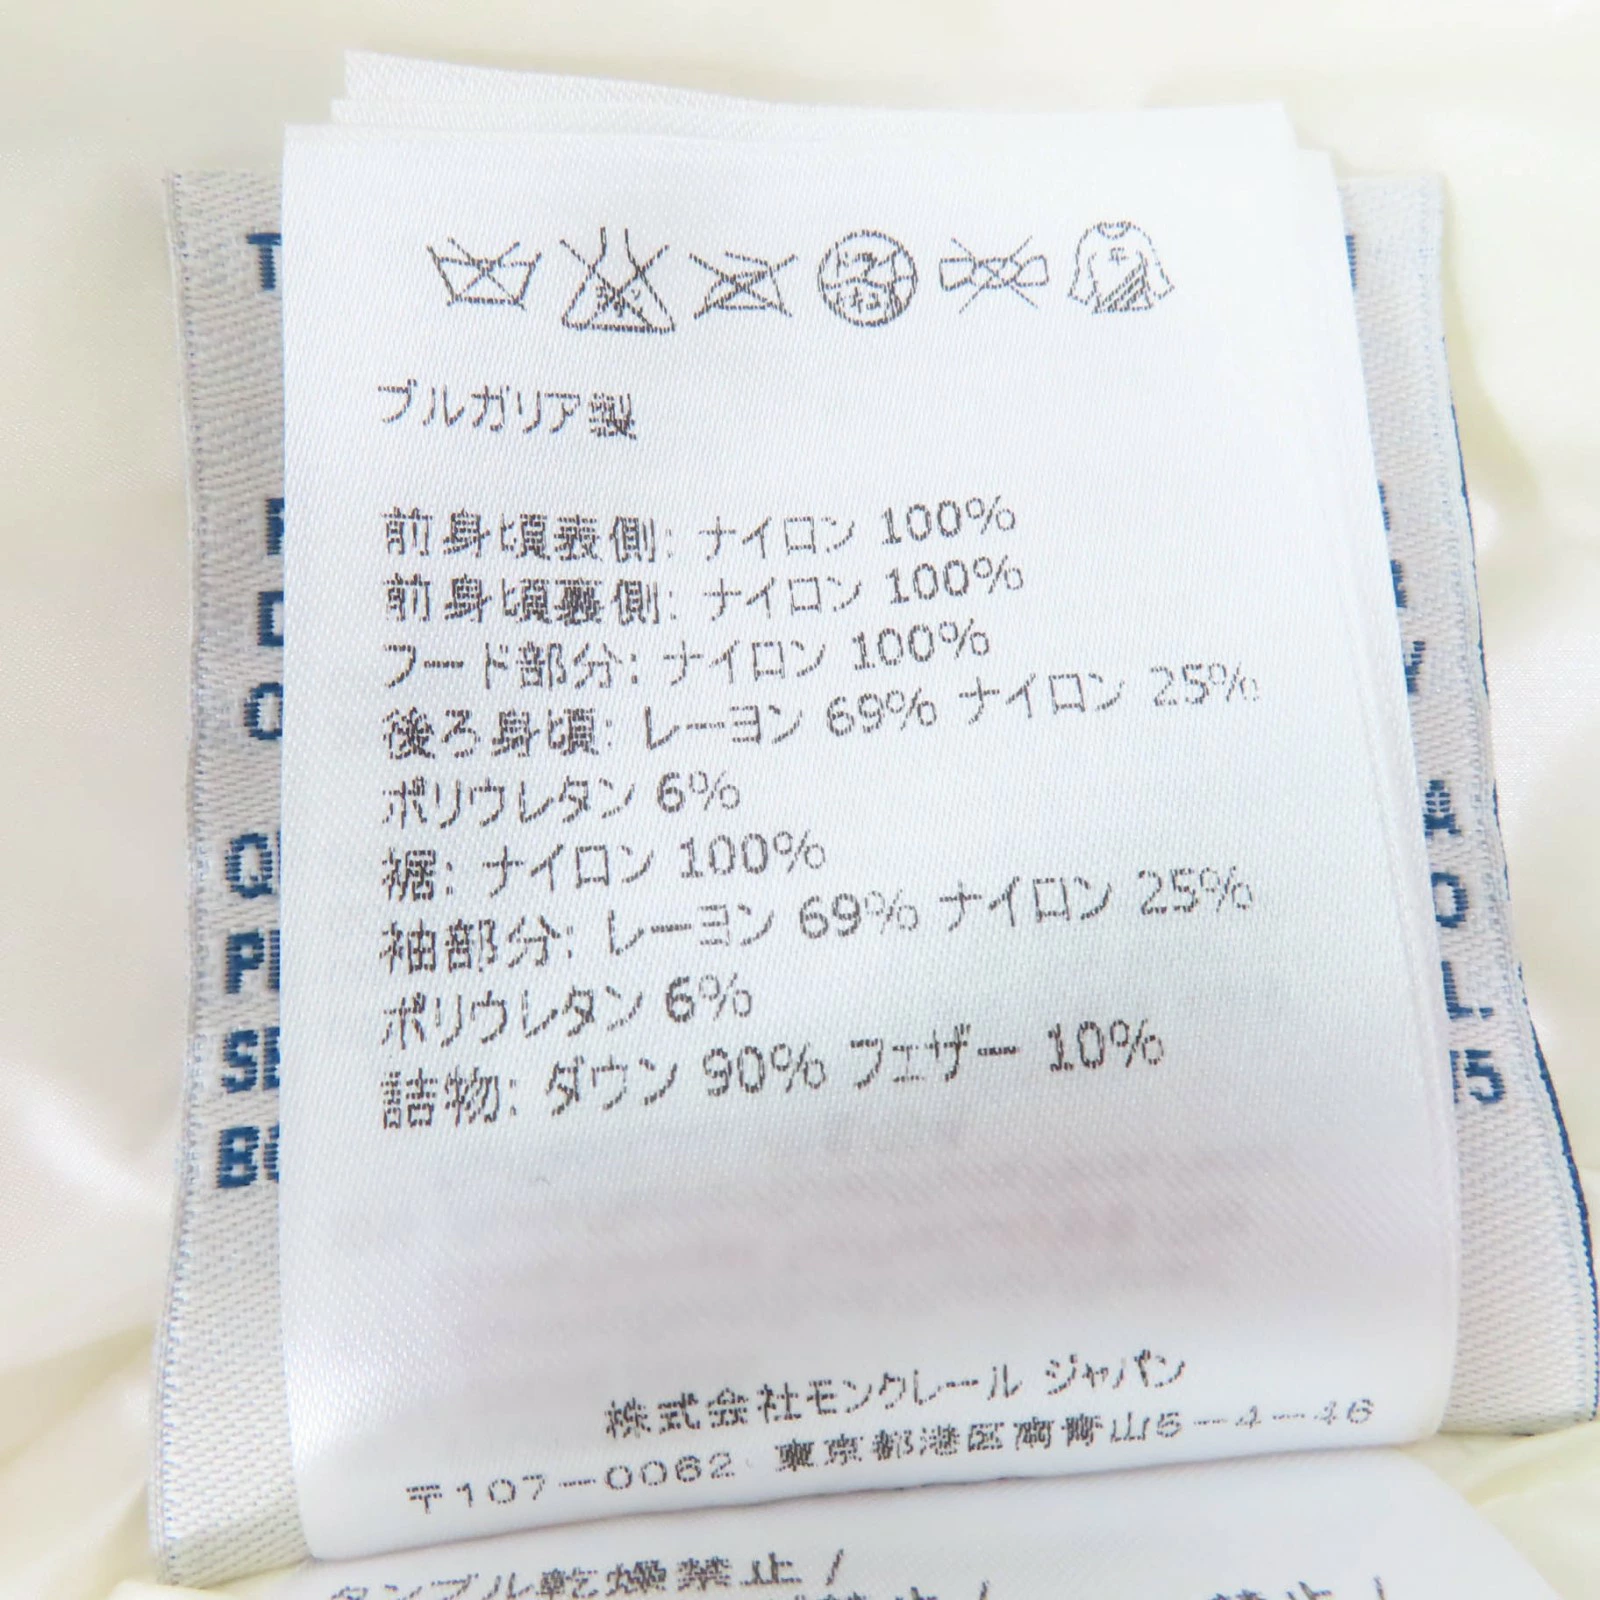 ブルガリア製
前身頃表側: ナイロン 100%
前身頃裏側: ナイロン 100%
フード部分: ナイロン 100%
後ろ身頃: レーヨン 69% ナイロン 25%
ポリウレタン 6%
裾: ナイロン 100%
袖部分: レーヨン 69% ナイロン 25%
ポリウレタン 6%
詰物: ダウン 90% フェザー 10%
株式会社モンクレール ジャパン
〒107-0062 東京都港区南青山5-4-46
タンブル乾燥禁止 /